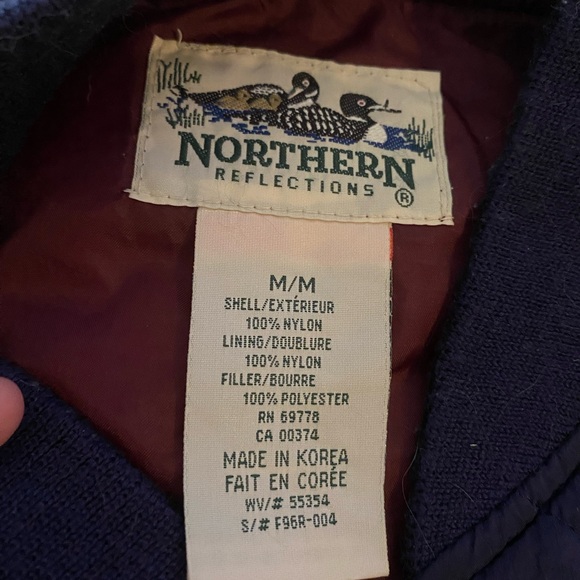 NORTHERN
REFLECTIONS ®
M/M
SHELL/EXTÉRIEUR
100% NYLON
LINING/DOUBLURE
100% NYLON
FILLER/BOURRE
100% POLYESTER
RN 69778
CA 00374
MADE IN KOREA
FAIT EN CORÉE
WV/# 55354
S/# F96R-004